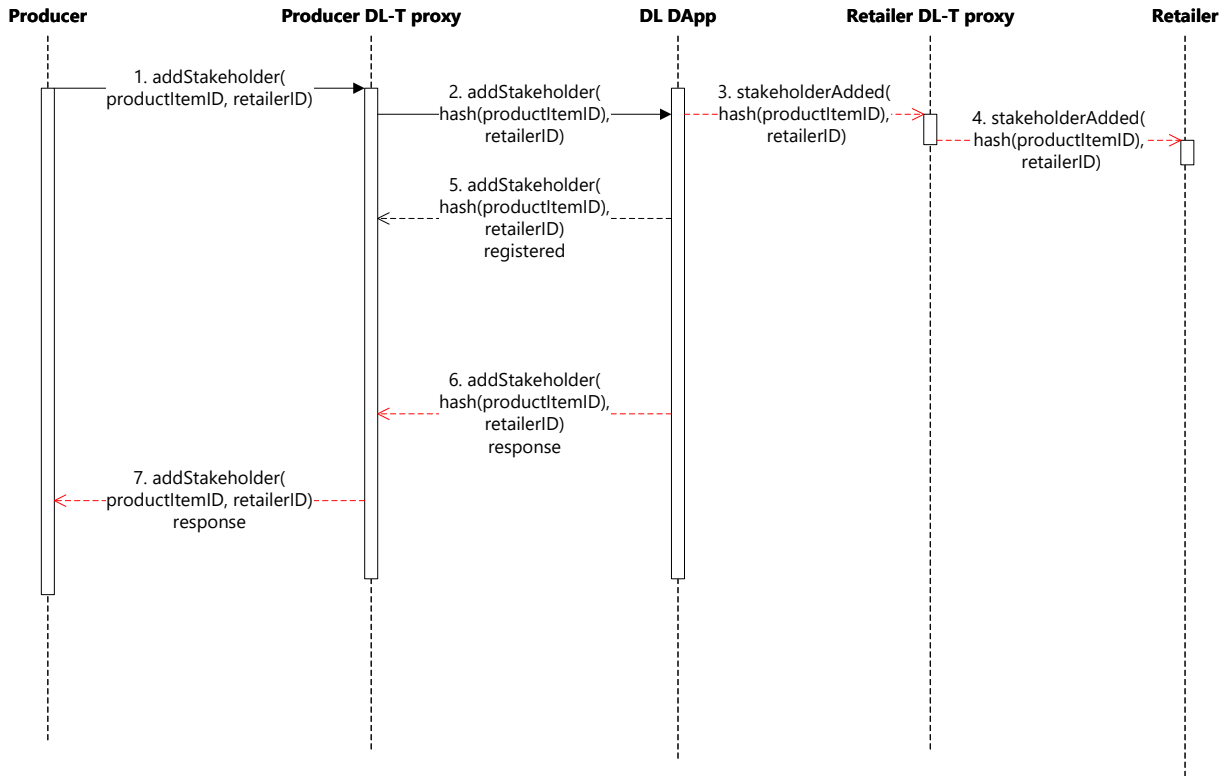 Producer
Producer DL-T proxy
DL DApp
Retailer DL-T proxy
Retailer
1. addStakeholder(
productItemID, retailerID)
2. addStakeholder(
hash(productItemID),
retailerID)
3. stakeholderAdded(
hash(productItemID),
retailerID)
4. stakeholderAdded(
hash(productItemID),
retailerID)
5. addStakeholder(
hash(productItemID),
retailerID)
registered
6. addStakeholder(
hash(productItemID),
retailerID)
response
7. addStakeholder(
productItemID, retailerID)
response